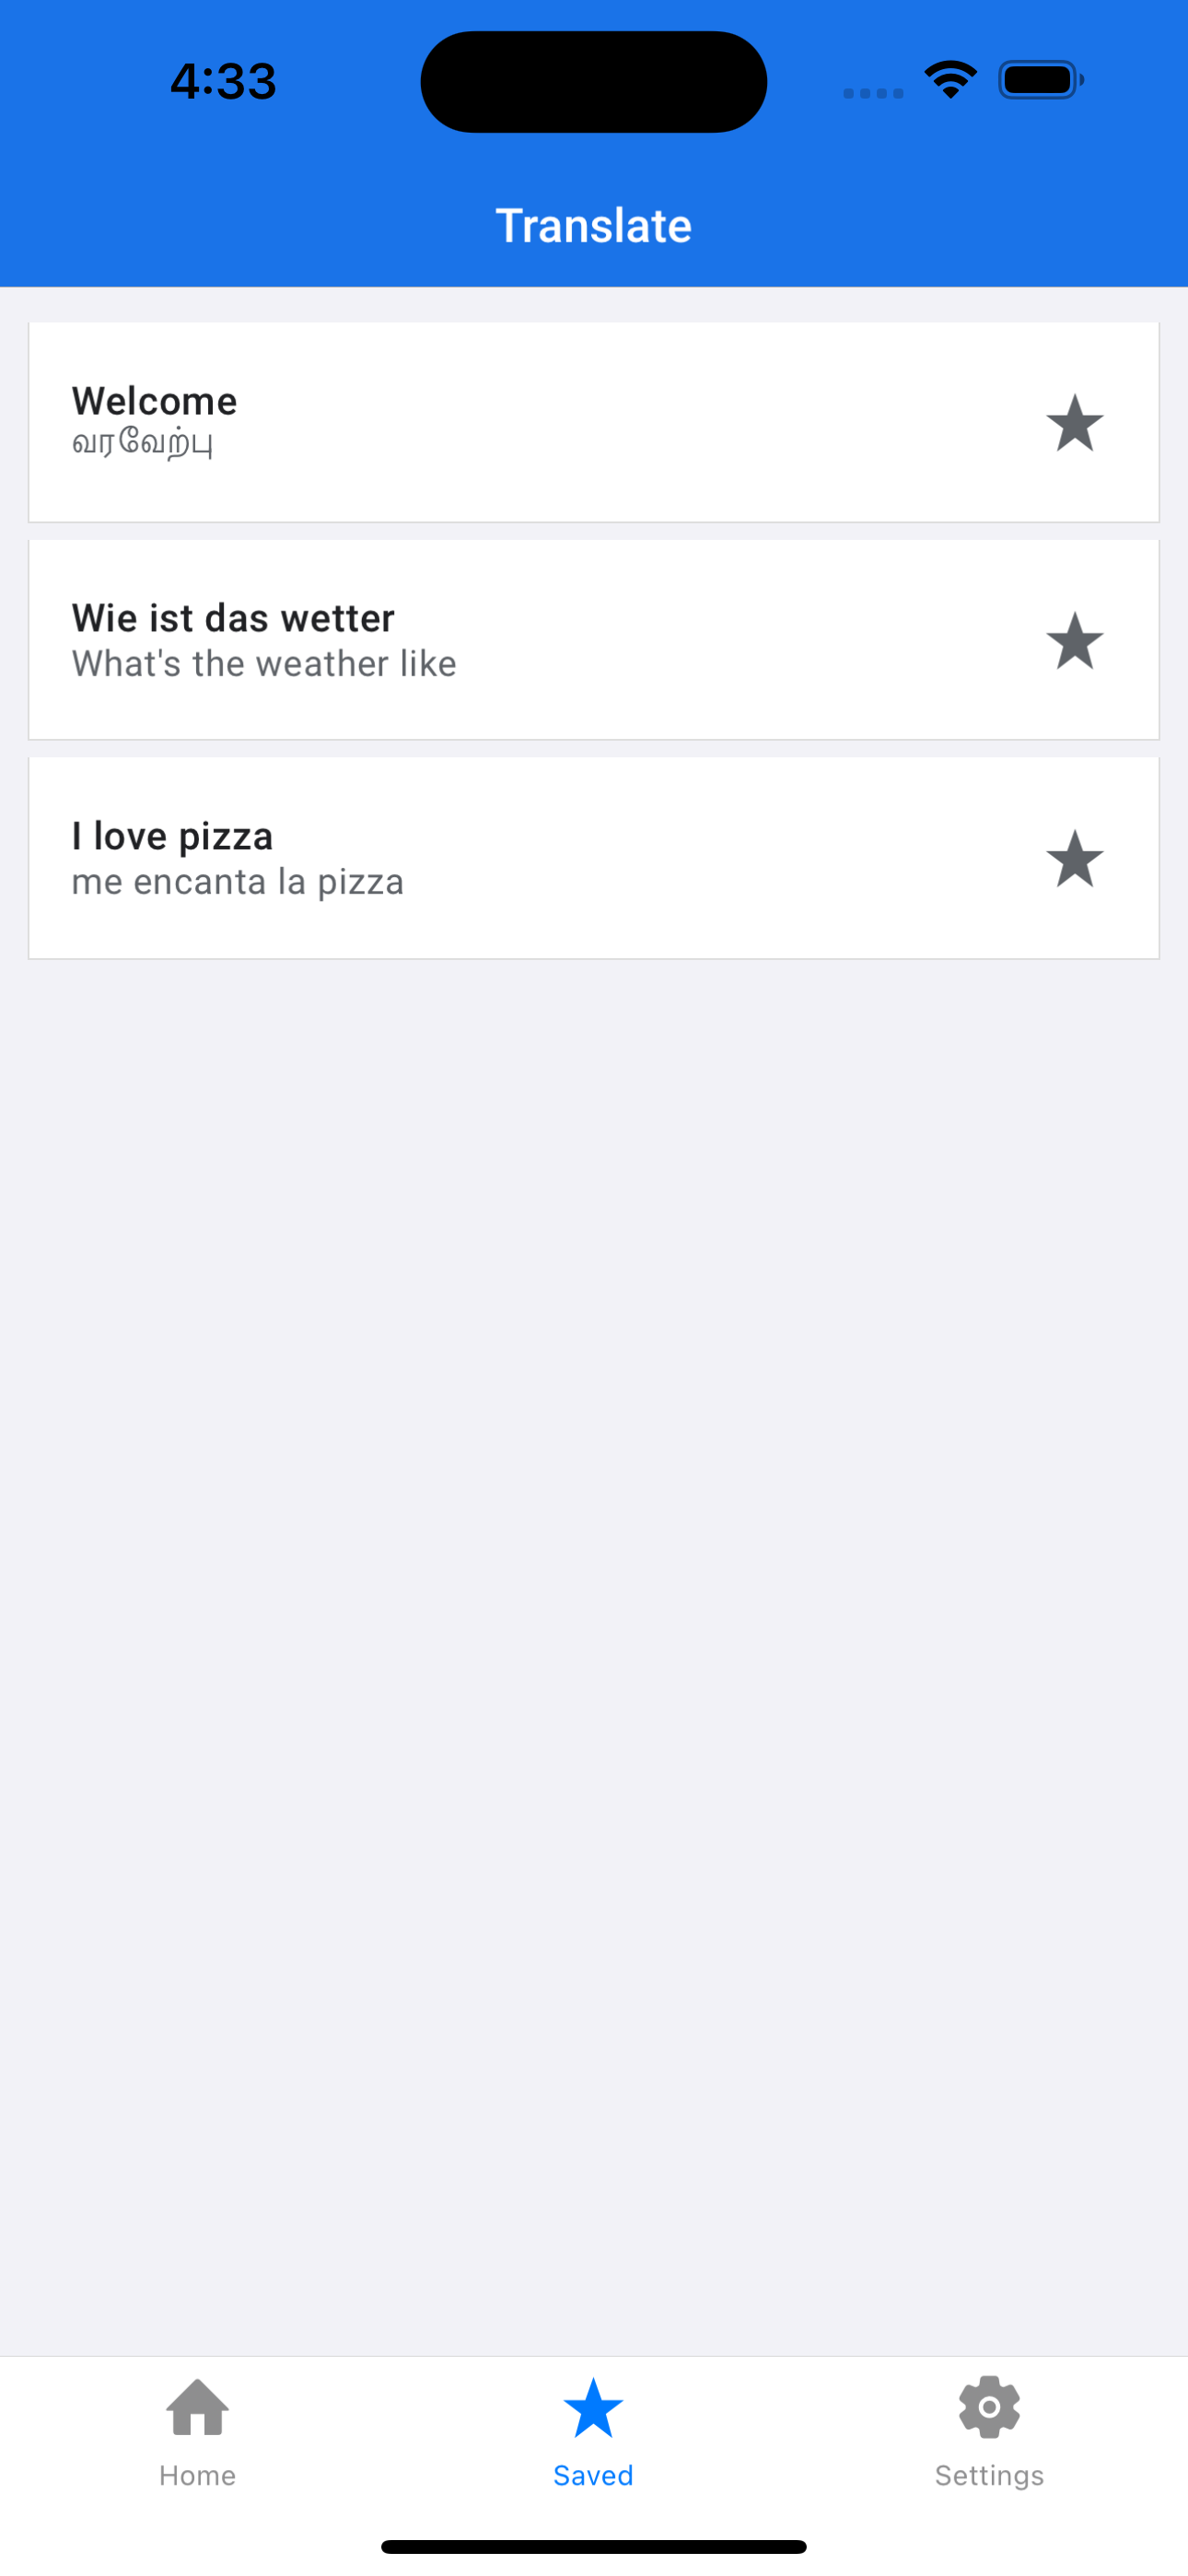 4:33
Translate
Welcome
வரவேற்பு
Wie ist das wetter
What's the weather like
I love pizza
me encanta la pizza
Home
Saved
Settings